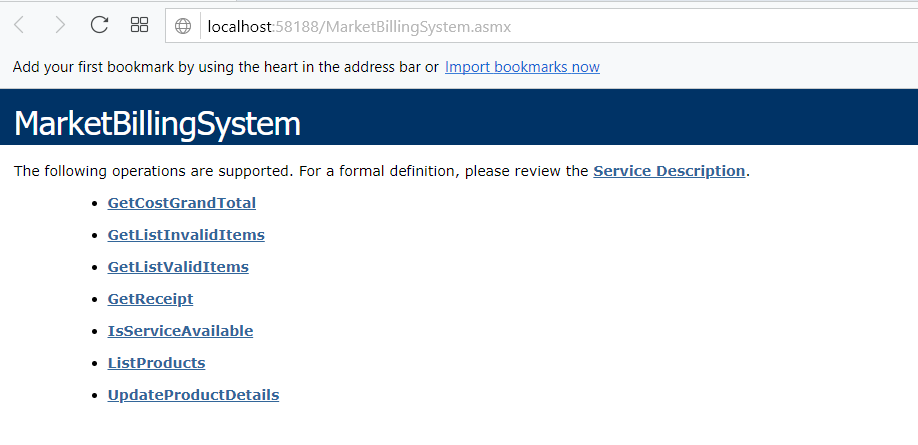 localhost:58188/MarketBillingSystem.asmx
Add your first bookmark by using the heart in the address bar or Import bookmarks now
MarketBillingSystem
The following operations are supported. For a formal definition, please review the Service Description.
• GetCostGrandTotal
• GetListInvalidItems
• GetListValidItems
• GetReceipt
• IsServiceAvailable
• ListProducts
• UpdateProductDetails